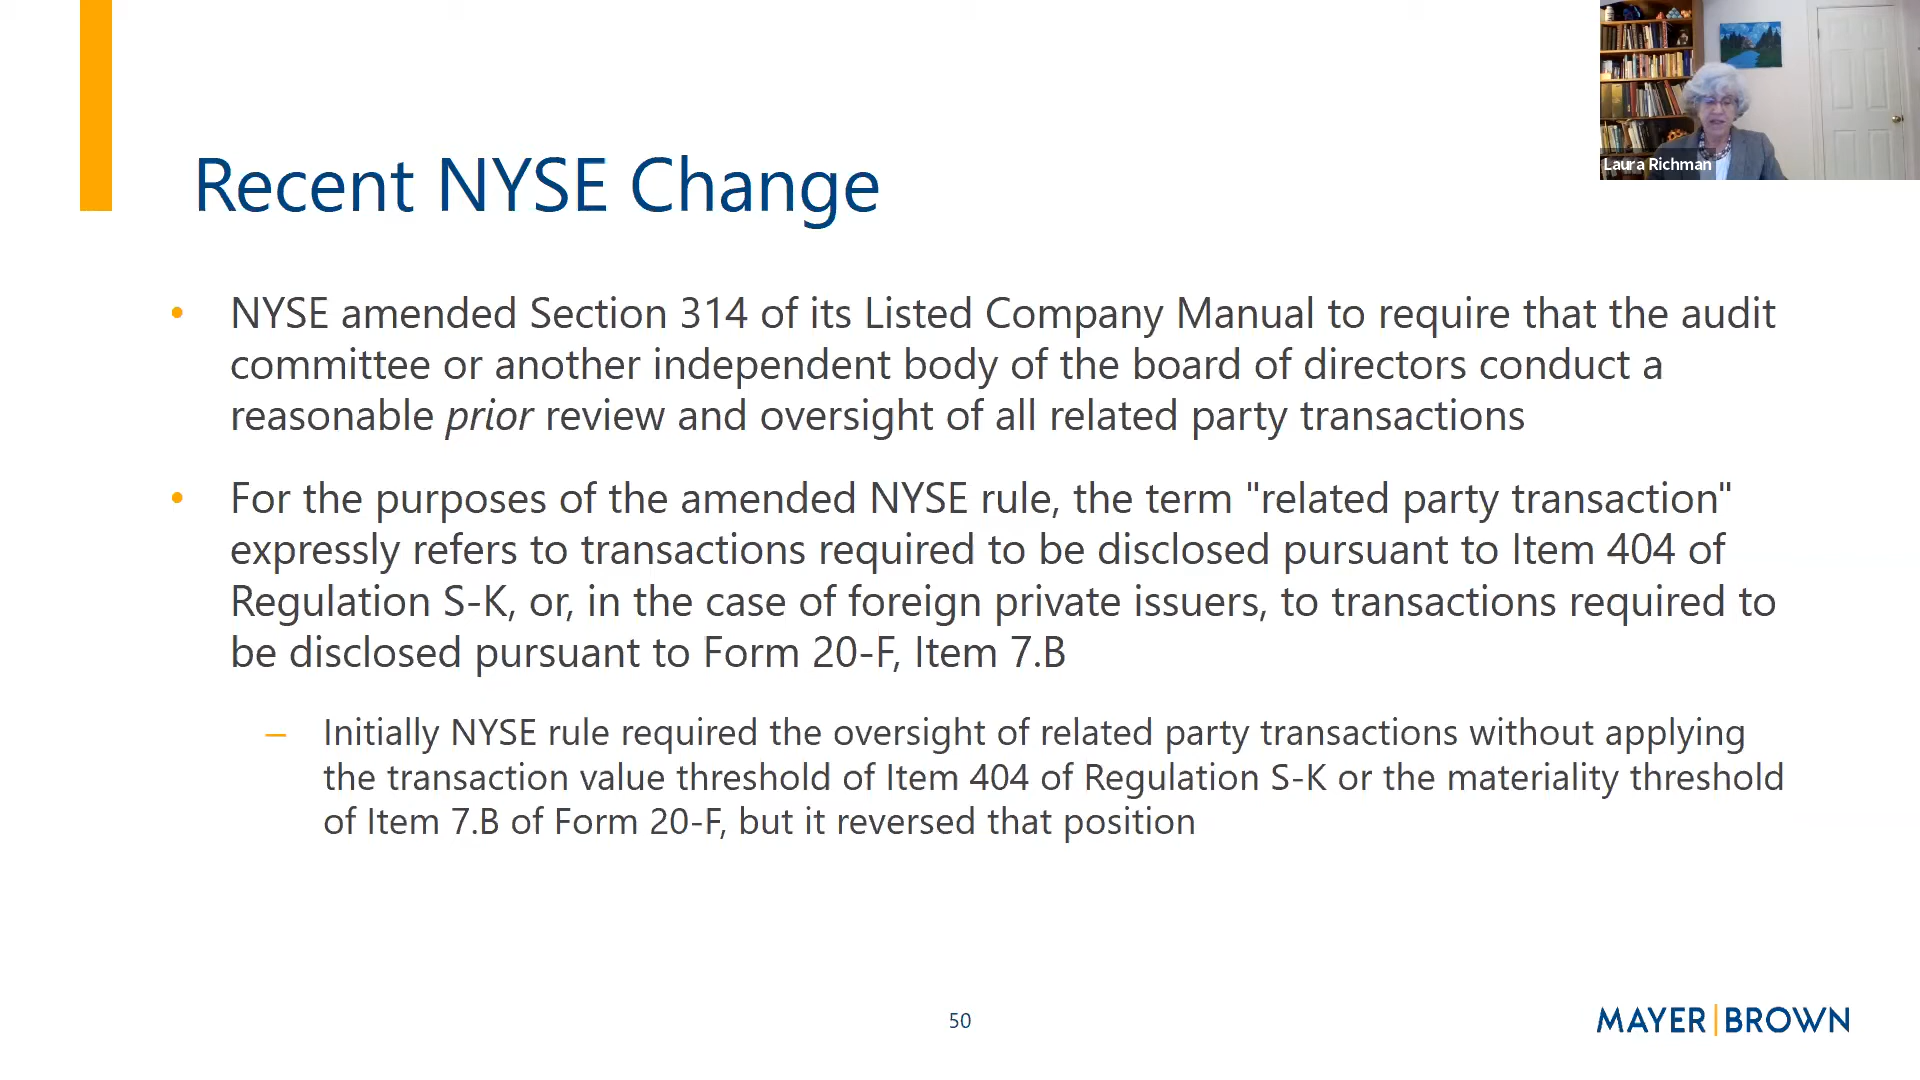 Laura Richman
Recent NYSE Change
• NYSE amended Section 314 of its Listed Company Manual to require that the audit
committee or another independent body of the board of directors conduct a
reasonable prior review and oversight of all related party transactions
• For the purposes of the amended NYSE rule, the term "related party transaction"
expressly refers to transactions required to be disclosed pursuant to Item 404 of
Regulation S-K, or, in the case of foreign private issuers, to transactions required to
be disclosed pursuant to Form 20-F, Item 7.B
– Initially NYSE rule required the oversight of related party transactions without applying
the transaction value threshold of Item 404 of Regulation S-K or the materiality threshold
of Item 7.B of Form 20-F, but it reversed that position
50
MAYER|BROWN